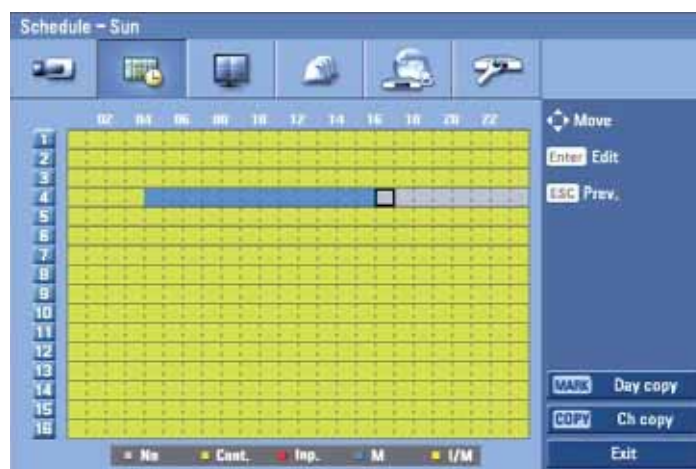 Schedule – Sun
02 04 06 08 10 12 14 16 18 20 22
Move
Enter Edit
ESC Prev.
1
2
3
4
5
6
7
8
9
10
11
12
13
14
15
16
MARK Day copy
COPY Ch copy
Exit
No Cont. Inp. M I/M